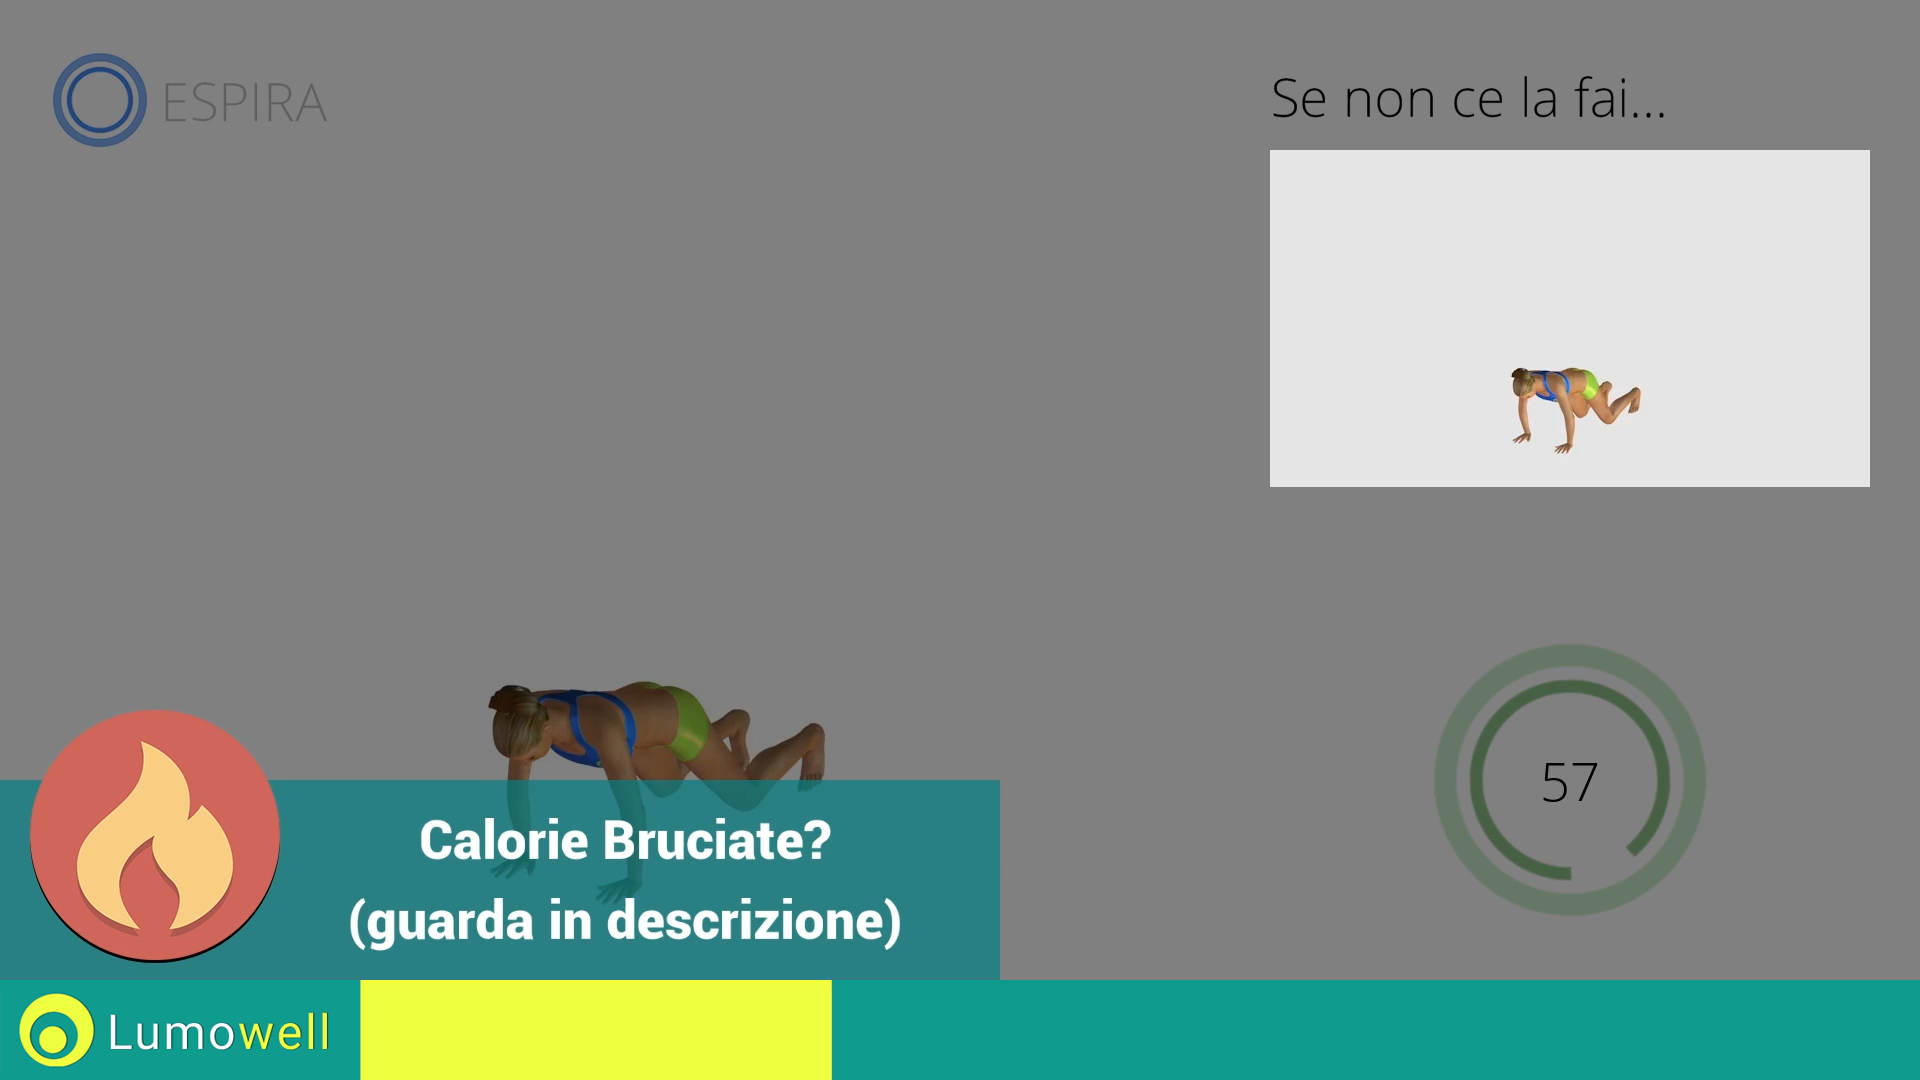 ESPIRA
Se non ce la fai...
57
Calorie Bruciate?
(guarda in descrizione)
Lumowell